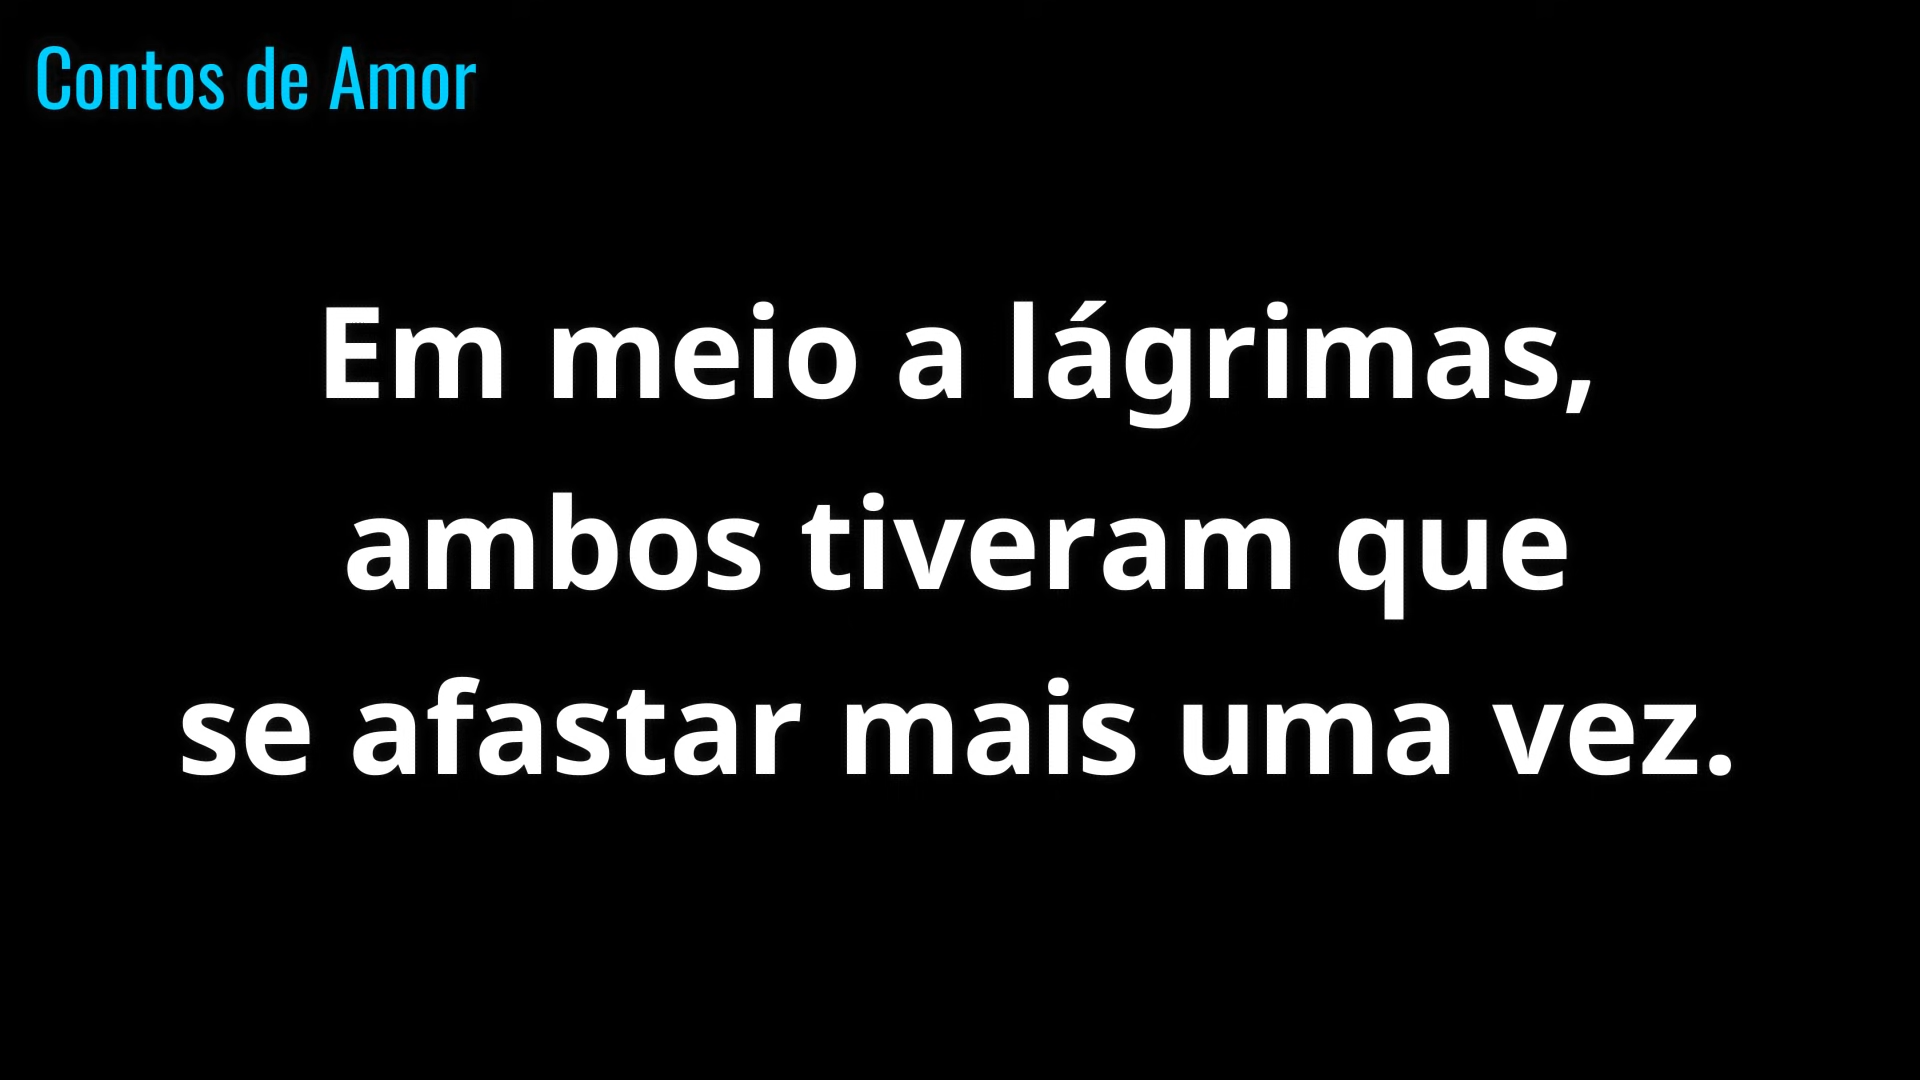 Contos de Amor
Em meio a lágrimas,
ambos tiveram que
se afastar mais uma vez.